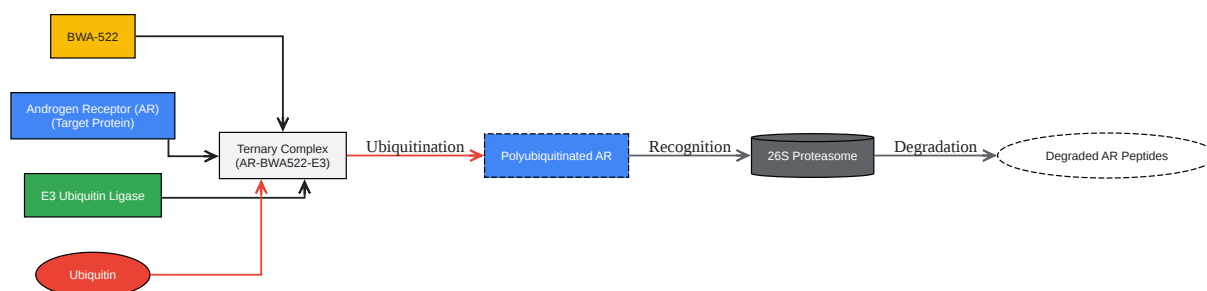 BWA-522
Androgen Receptor (AR)
(Target Protein)
E3 Ubiquitin Ligase
Ubiquitin
Ternary Complex
(AR-BWA522-E3)
Ubiquitination
Polyubiquitinated AR
Recognition
26S Proteasome
Degradation
Degraded AR Peptides